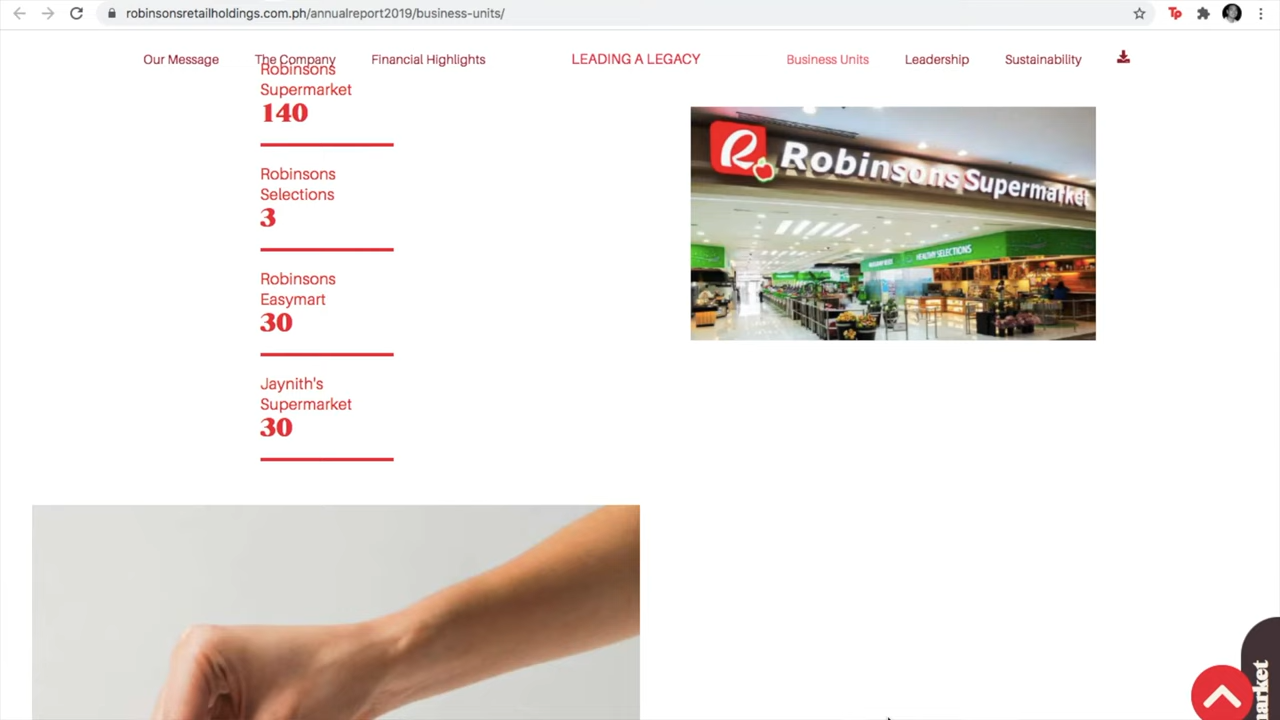 robinsonsretailholdings.com.ph/annualreport2019/business-units/
Tp
Our Message
The Company
Financial Highlights
LEADING A LEGACY
Business Units
Leadership
Sustainability
Robinsons
Supermarket
140
Robinsons
Selections
3
Robinsons
Easymart
30
Jaynith's
Supermarket
30
R Robinsons Supermarket
HEALTHY SELECTIONS